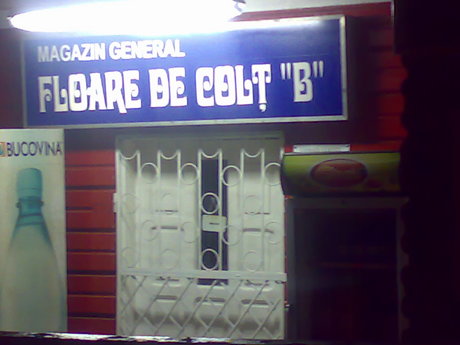 MAGAZIN GENERAL
FLOARE DE COLȚ "B"
BUCOVINA